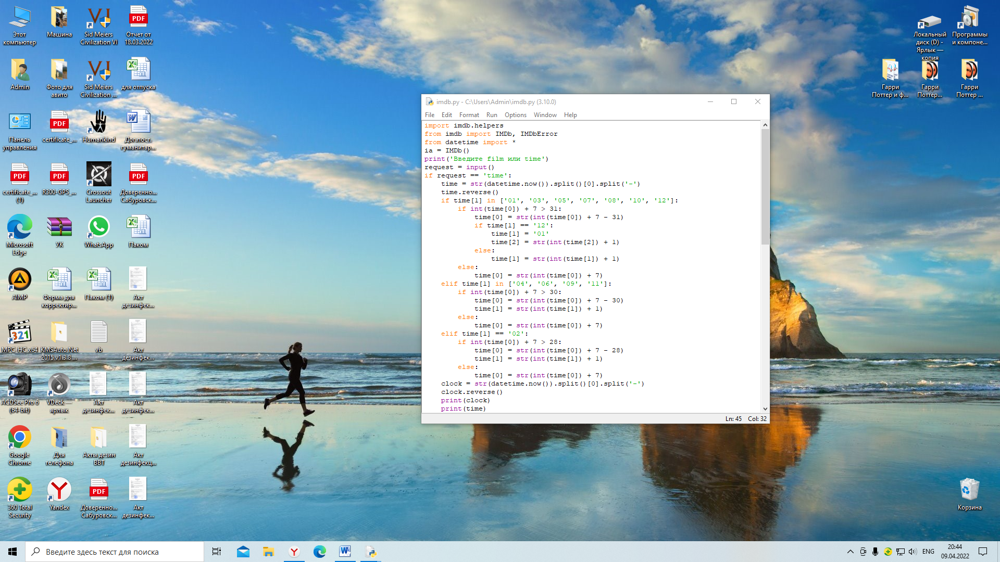 Этот
компьютер
Машина
Sid Meiers
Civilization VI
PDF
Отчет от
18.03.2022
Admin
Фото для
авито
Sid Meiers
Civilization ...
для отпуска
Панель
управления
PDF
certificate_...
Humankind
Дог.пост.
гуманитар...
PDF
certificate_...
(1)
PDF
R300-GPS_...
Crossout
Launcher
PDF
Доверенно...
Сабуровск...
Microsoft
Edge
УК
WhatsApp
Паком
AIMP
Форма для
корректир...
Паком (1)
Акт
дезинфек...
321
MPC-HC x64
KMSAuto Net
2015 v1.3.8 ...
vb
Акт
дезинфек...
ACDSee Pro 6
(64-bit)
VDeck —
ярлык
Акт
дезинфек...
Акт
дезинфек...
Google
Chrome
Для
телефона
Акты дезин
ВВТ
Акт
дезинфекц...
360 Total
Security
Yandex
PDF
Доверенно...
Сабуровск...
Акт
дезинфек...
Локальный
диск (D) -
Ярлык —
копия
Программы
и компоне...
Гарри
Поттер и ф...
Гарри
Поттер...
Гарри
Поттер ...
Корзина
imdb.py - C:\Users\Admin\imdb.py (3.10.0)
File Edit Format Run Options Window Help
import imdb.helpers
from imdb import IMDb, IMDbError
from datetime import *
ia = IMDb()
print('Введите film или time')
request = input()
if request == 'time':
    time = str(datetime.now()).split()[0].split('-')
    time.reverse()
    if time[1] in ['01', '03', '05', '07', '08', '10', '12']:
        if int(time[0]) + 7 > 31:
            time[0] = str(int(time[0]) + 7 - 31)
            if time[1] == '12':
                time[1] = '01'
                time[2] = str(int(time[2]) + 1)
            else:
                time[1] = str(int(time[1]) + 1)
        else:
            time[0] = str(int(time[0]) + 7)
    elif time[1] in ['04', '06', '09', '11']:
        if int(time[0]) + 7 > 30:
            time[0] = str(int(time[0]) + 7 - 30)
            time[1] = str(int(time[1]) + 1)
        else:
            time[0] = str(int(time[0]) + 7)
    elif time[1] == '02':
        if int(time[0]) + 7 > 28:
            time[0] = str(int(time[0]) + 7 - 28)
            time[1] = str(int(time[1]) + 1)
        else:
            time[0] = str(int(time[0]) + 7)
    clock = str(datetime.now()).split()[0].split('-')
    clock.reverse()
    print(clock)
    print(time)
Ln: 45 Col: 32
Введите здесь текст для поиска
ENG
20:44
09.04.2022